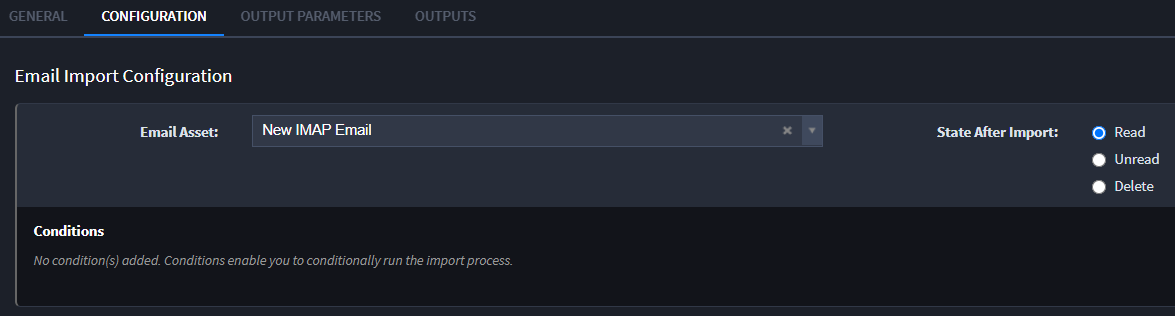 GENERAL CONFIGURATION OUTPUT PARAMETERS OUTPUTS
Email Import Configuration
Email Asset: New IMAP Email State After Import: Read
Unread
Delete
Conditions
No condition(s) added. Conditions enable you to conditionally run the import process.